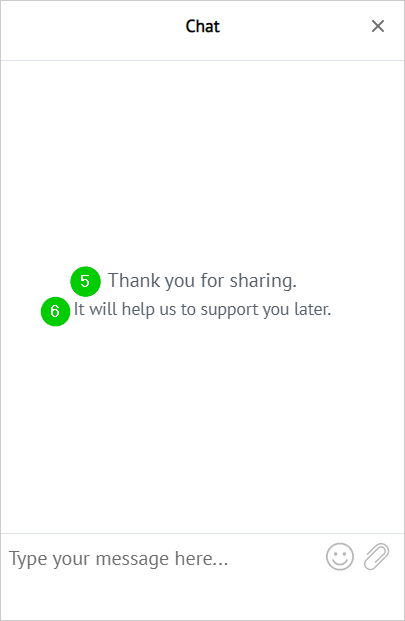 Chat
5 Thank you for sharing.
6 It will help us to support you later.
Type your message here...